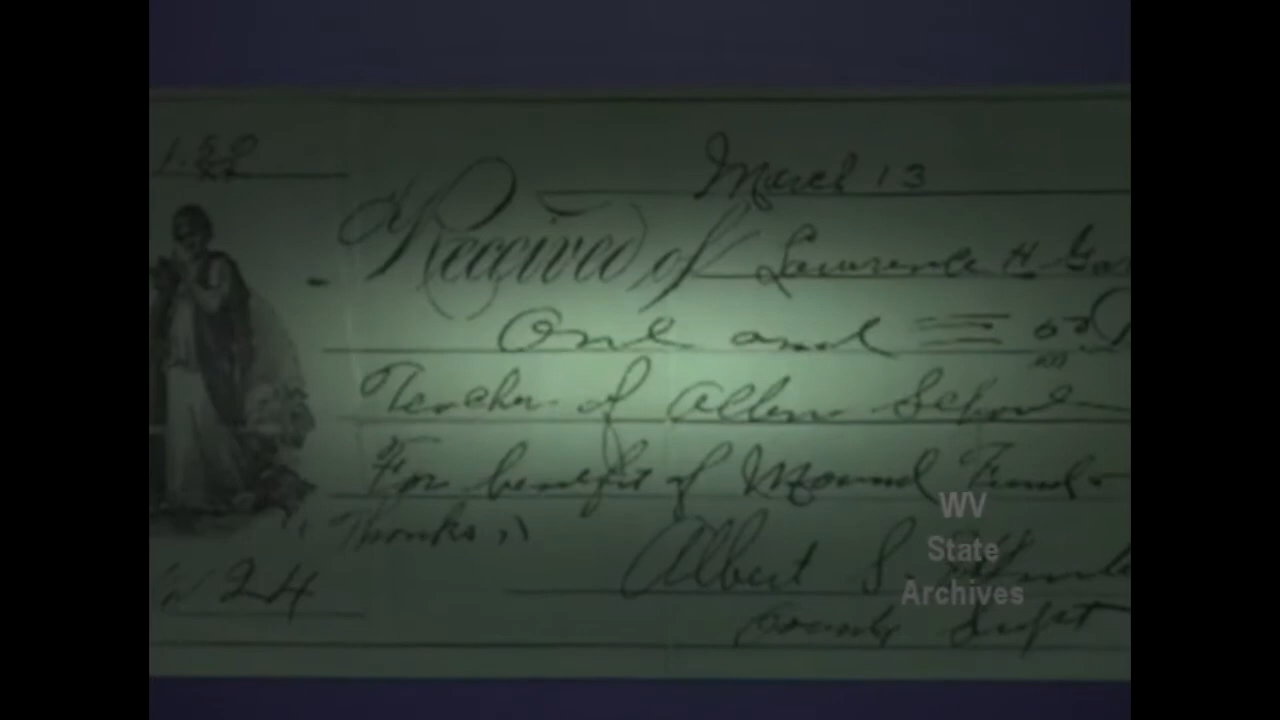 March 13
Received of Lawrence H
One and
Teacher of Allen School
For benefit of Mound Fund
(Thanks)
Albert S.
24
County Supt
WV
State
Archives